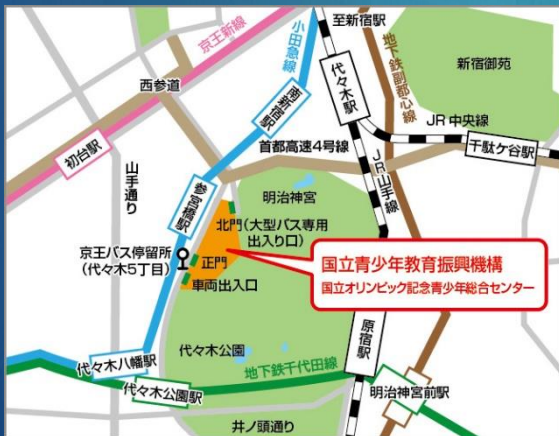 京王新線
小田急線
至新宿駅
地下鉄副都心線
新宿御苑
西参道
南新宿駅
代々木駅
JR中央線
千駄ケ谷駅
初台駅
首都高速4号線
山手通り
参宮橋駅
明治神宮
JR山手線
北門(大型バス専用
出入り口)
京王バス停留所
(代々木5丁目)
正門
車両出入口
国立青少年教育振興機構
国立オリンピック記念青少年総合センター
原宿駅
代々木公園
代々木八幡駅
地下鉄千代田線
代々木公園駅
明治神宮前駅
井ノ頭通り